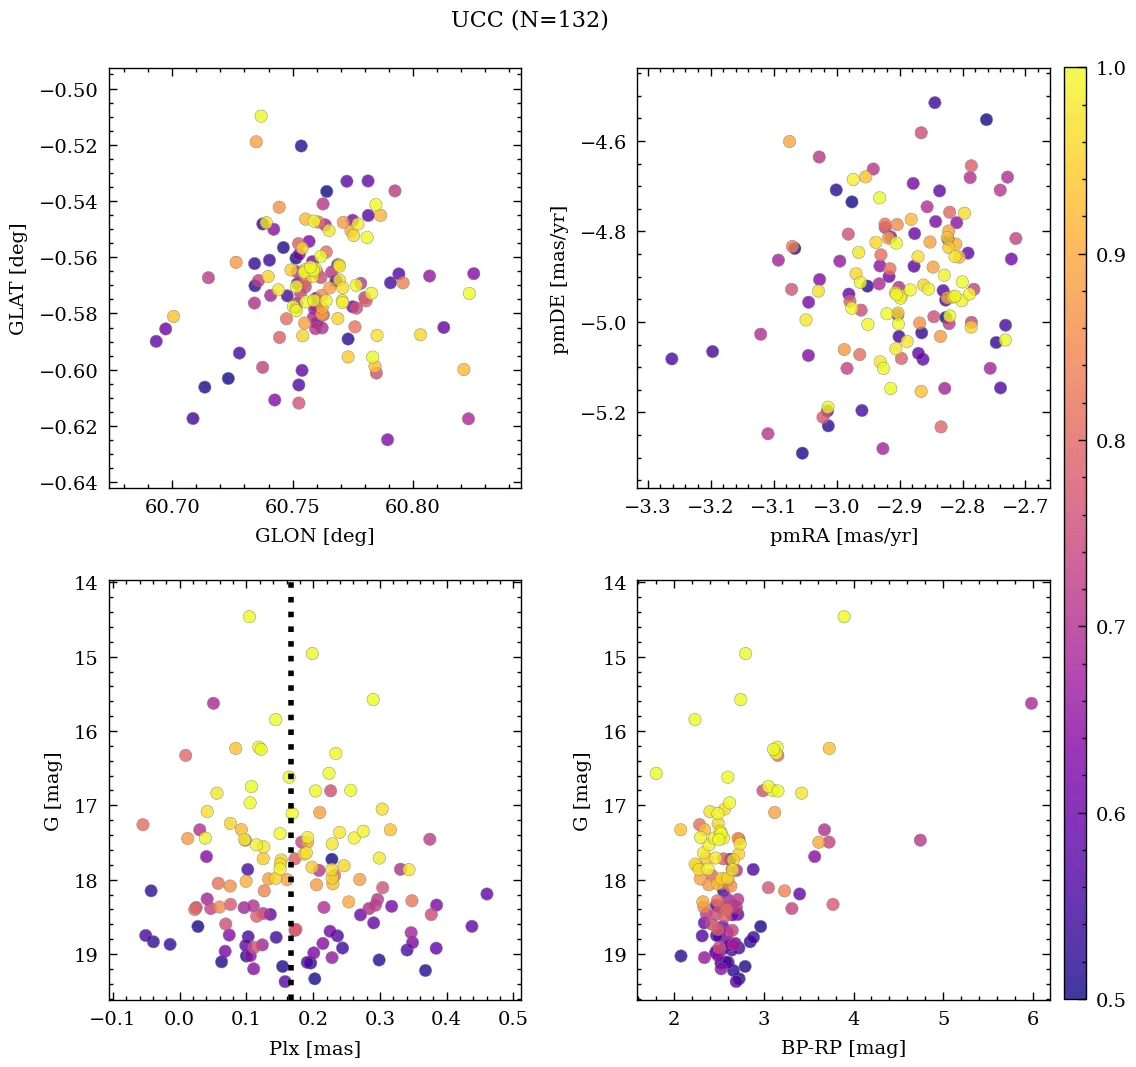 UCC (N=132)
−0.50
−0.52
−0.54
−0.56
−0.58
−0.60
−0.62
−0.64
GLAT [deg]
60.70 60.75 60.80
GLON [deg]
−4.6
−4.8
−5.0
−5.2
pmDE [mas/yr]
−3.3 −3.2 −3.1 −3.0 −2.9 −2.8 −2.7
pmRA [mas/yr]
14
15
16
17
18
19
G [mag]
−0.1 0.0 0.1 0.2 0.3 0.4 0.5
Plx [mas]
14
15
16
17
18
19
G [mag]
2 3 4 5 6
BP-RP [mag]
1.0
0.9
0.8
0.7
0.6
0.5